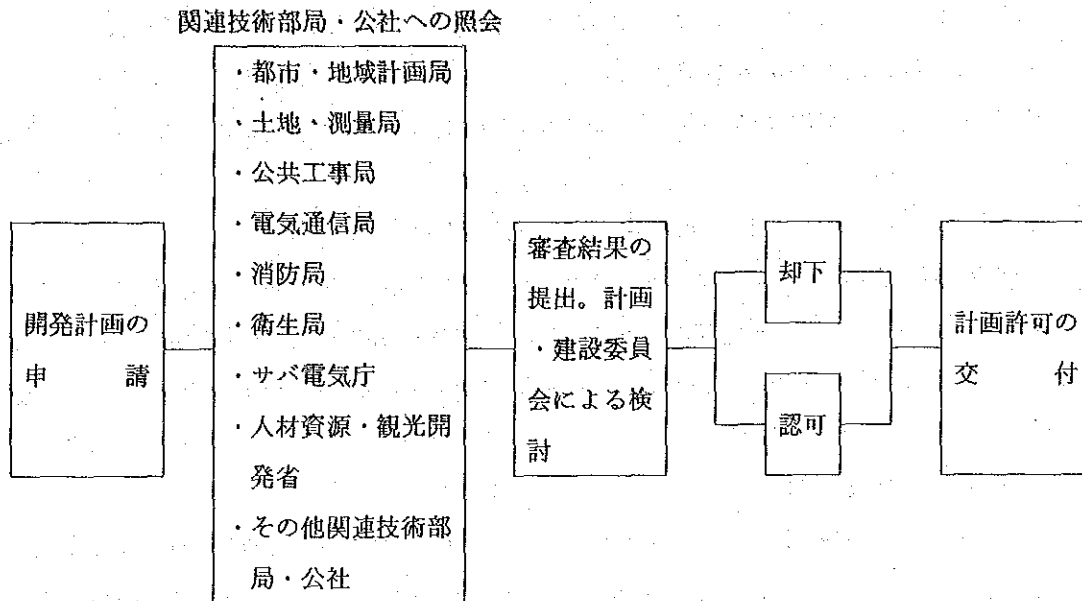 関連技術部局・公社への照会
開発計画の
申請
・都市・地域計画局
・土地、測量局
・公共工事局
・電気通信局
・消防局
・衛生局
・サバ電気庁
・人材資源・観光開
発省
・その他関連技術部
局・公社
審査結果の
提出。計画
・建設委員
会による検
討
却下
認可
計画許可の
交付